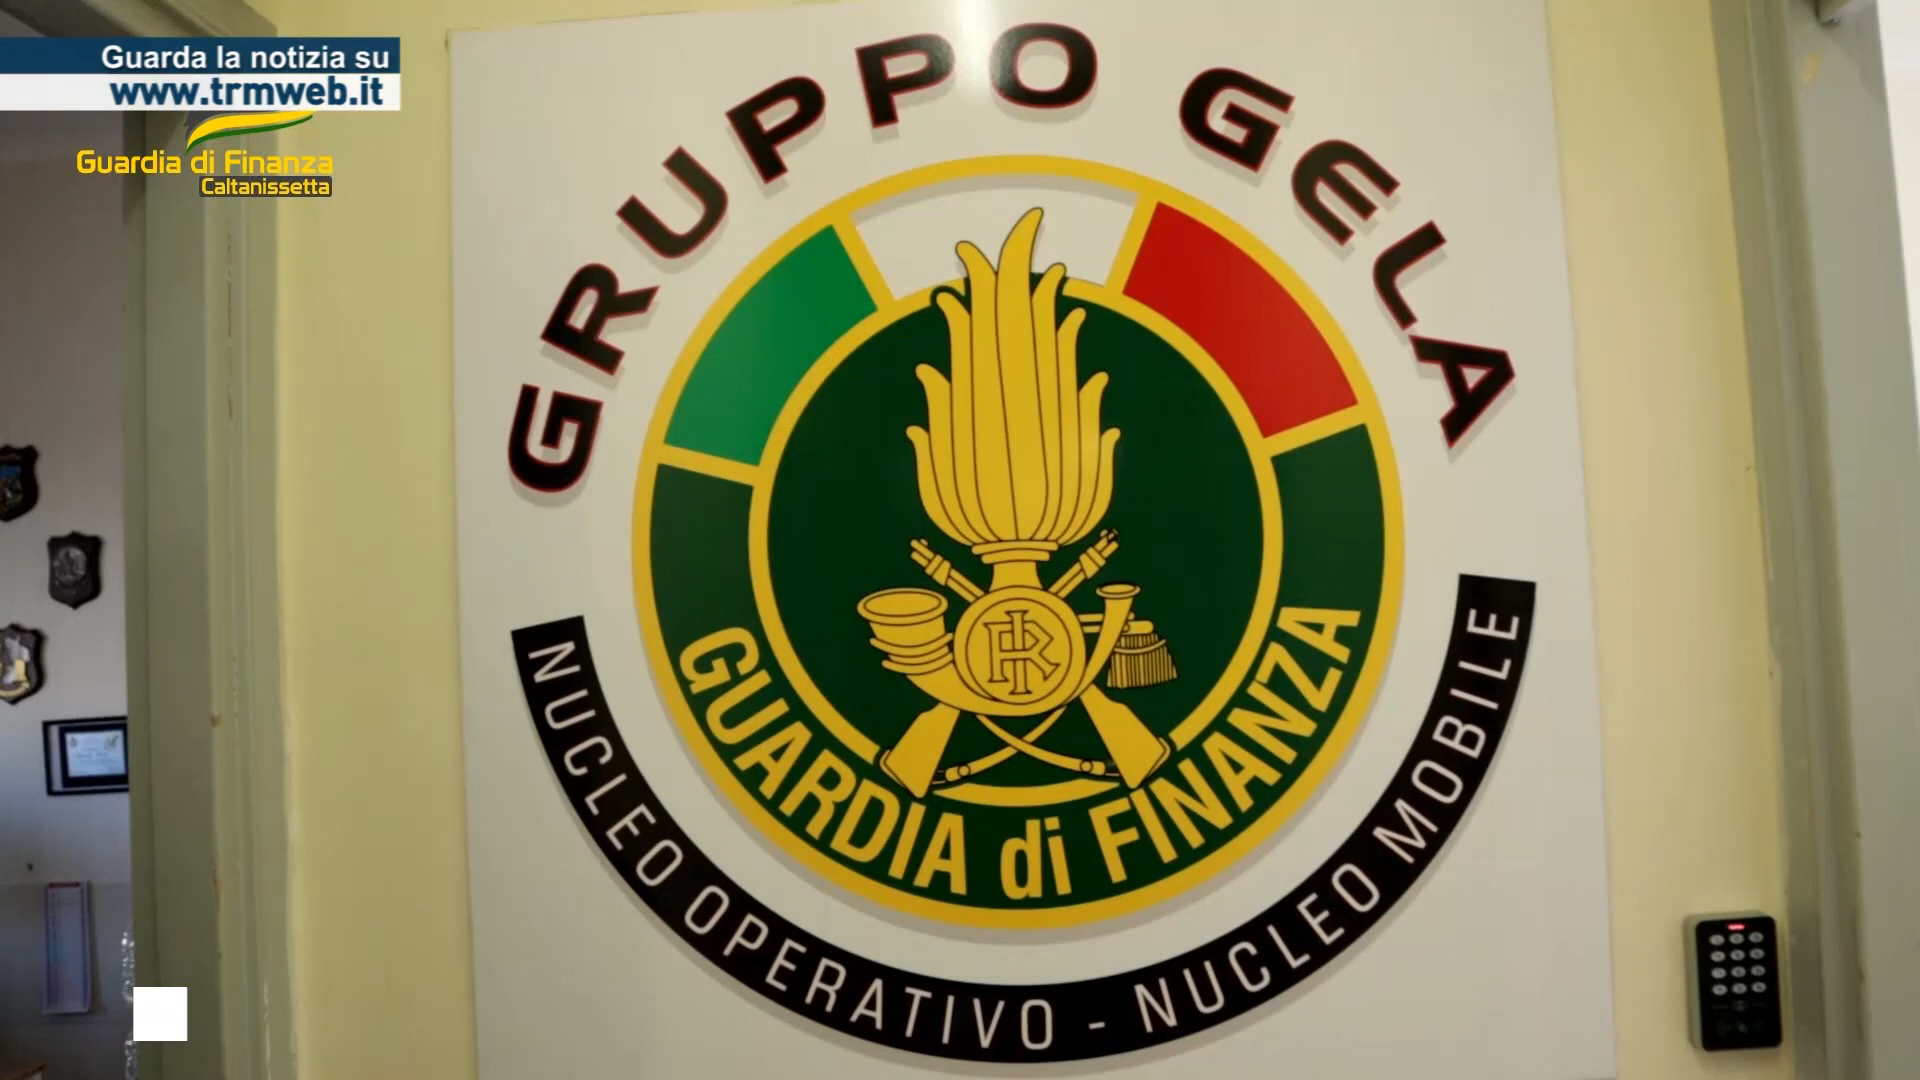 Guarda la notizia su
www.trmweb.it
Guardia di Finanza
Caltanissetta
GRUPPO GELA
GUARDIA di FINANZA
NUCLEO OPERATIVO - NUCLEO MOBILE